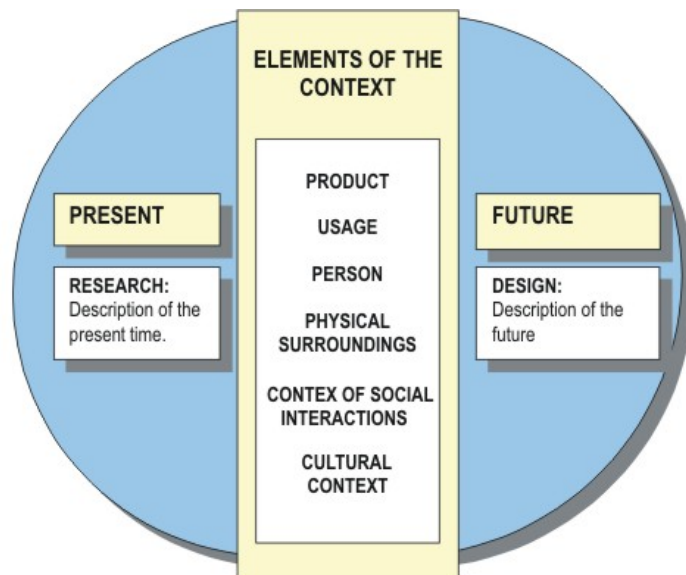 ELEMENTS OF THE
CONTEXT
PRODUCT
USAGE
PERSON
PHYSICAL
SURROUNDINGS
CONTEX OF SOCIAL
INTERACTIONS
CULTURAL
CONTEXT
PRESENT
RESEARCH:
Description of the
present time.
FUTURE
DESIGN:
Description of the
future